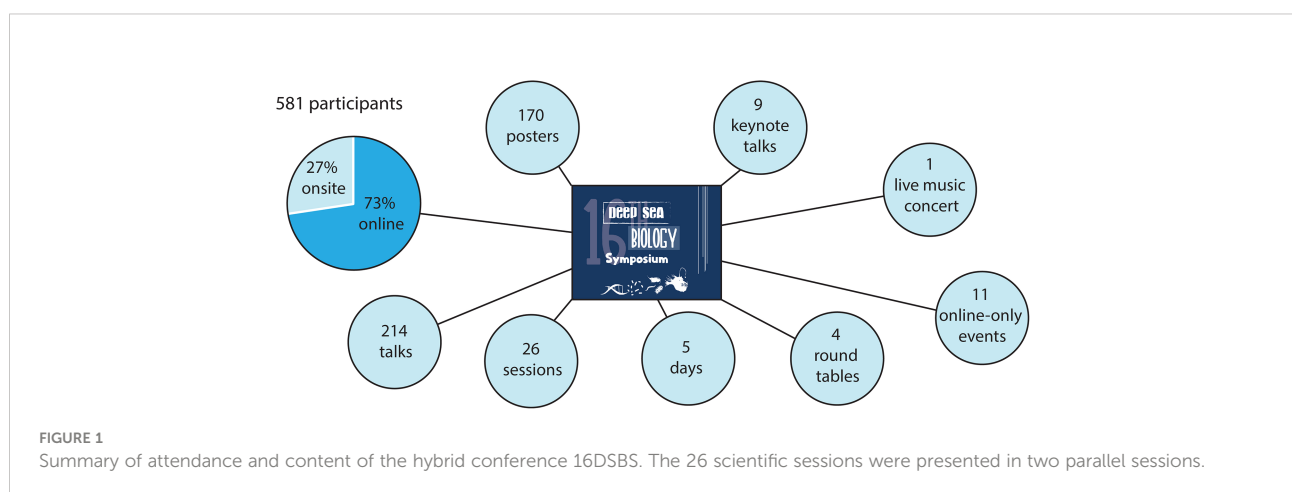 581 participants
27%
onsite
73%
online
170
posters
9
keynote
talks
1
live music
concert
16TH
DEEP SEA
BIOLOGY
Symposium
11
online-only
events
214
talks
26
sessions
5
days
4
round
tables
FIGURE 1
Summary of attendance and content of the hybrid conference 16DSBS. The 26 scientific sessions were presented in two parallel sessions.